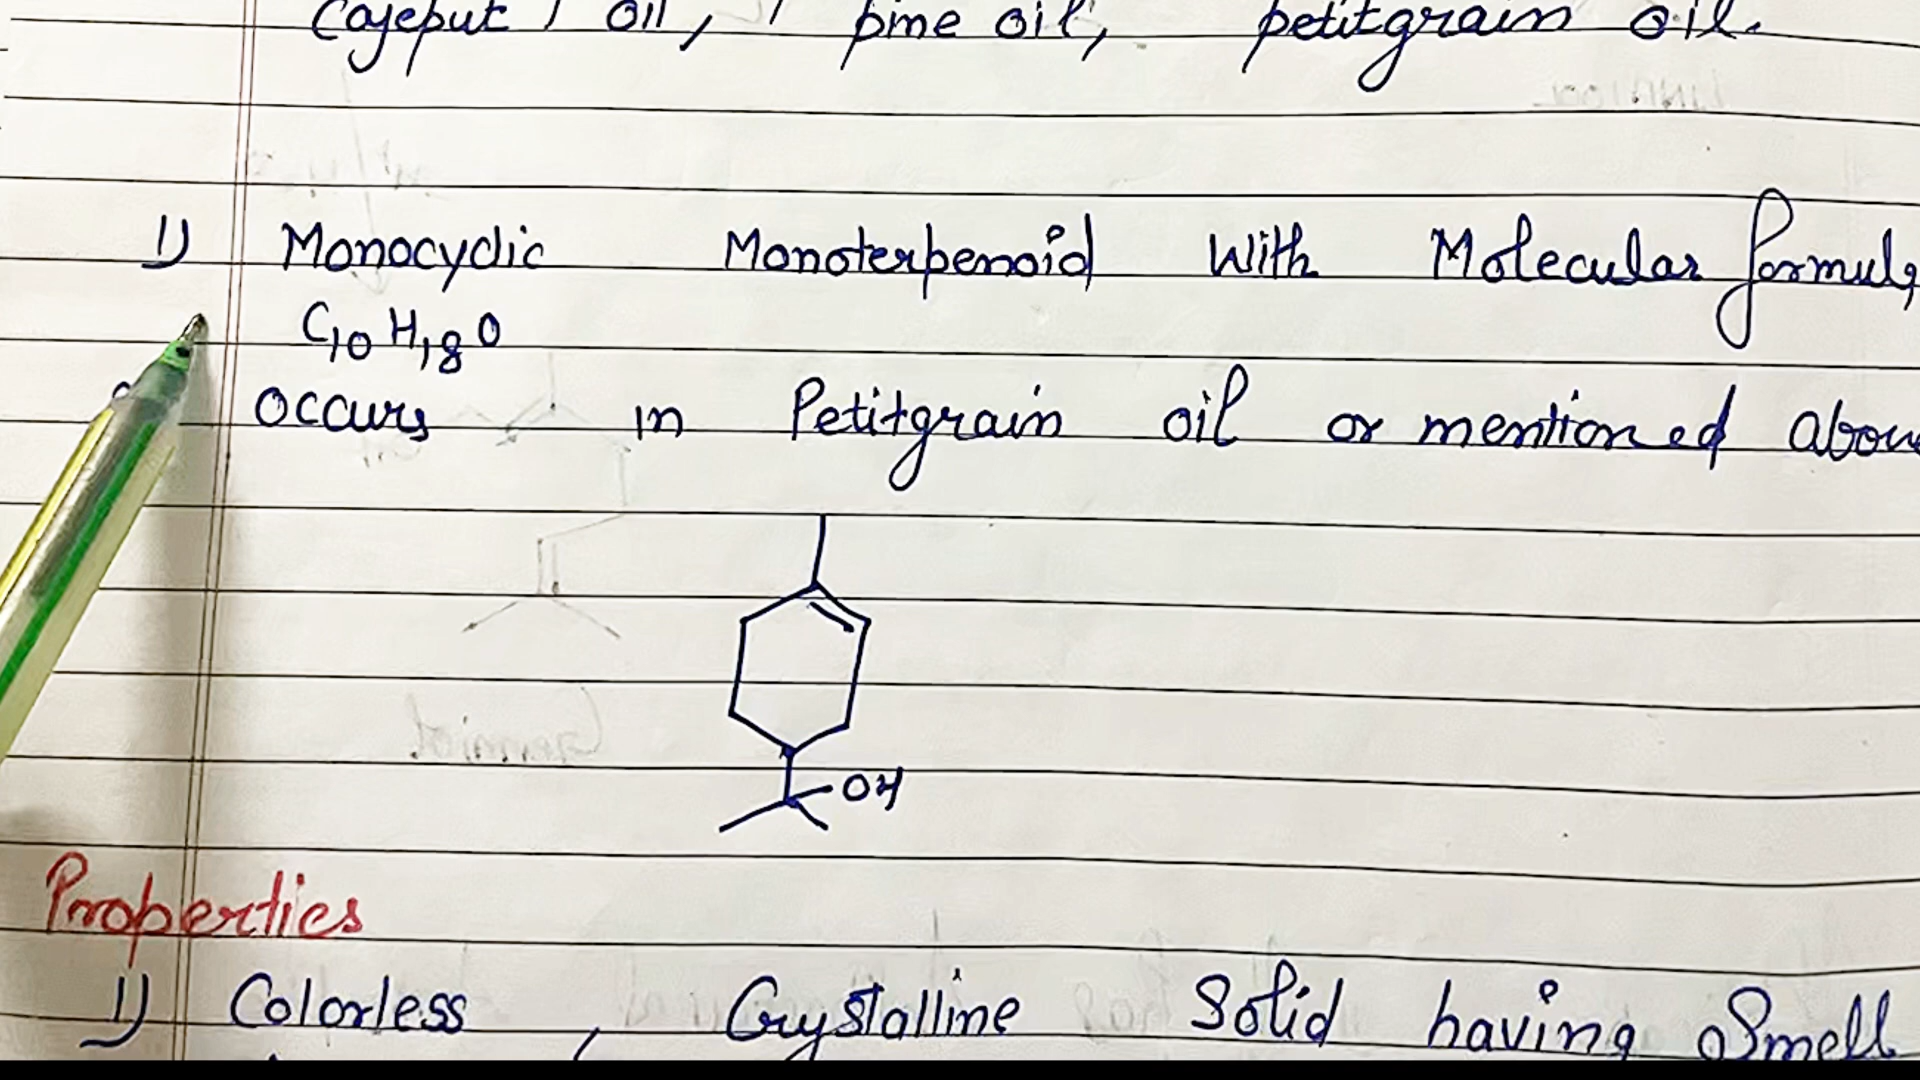 Cajeput oil, pine oil, petitgrain oil.
1) Monocyclic Monoterpenoid With Molecular formula
C10H18O
occurs in Petitgrain oil or mentioned above
OH
Properties
1) Colorless, Crystalline Solid having Smell